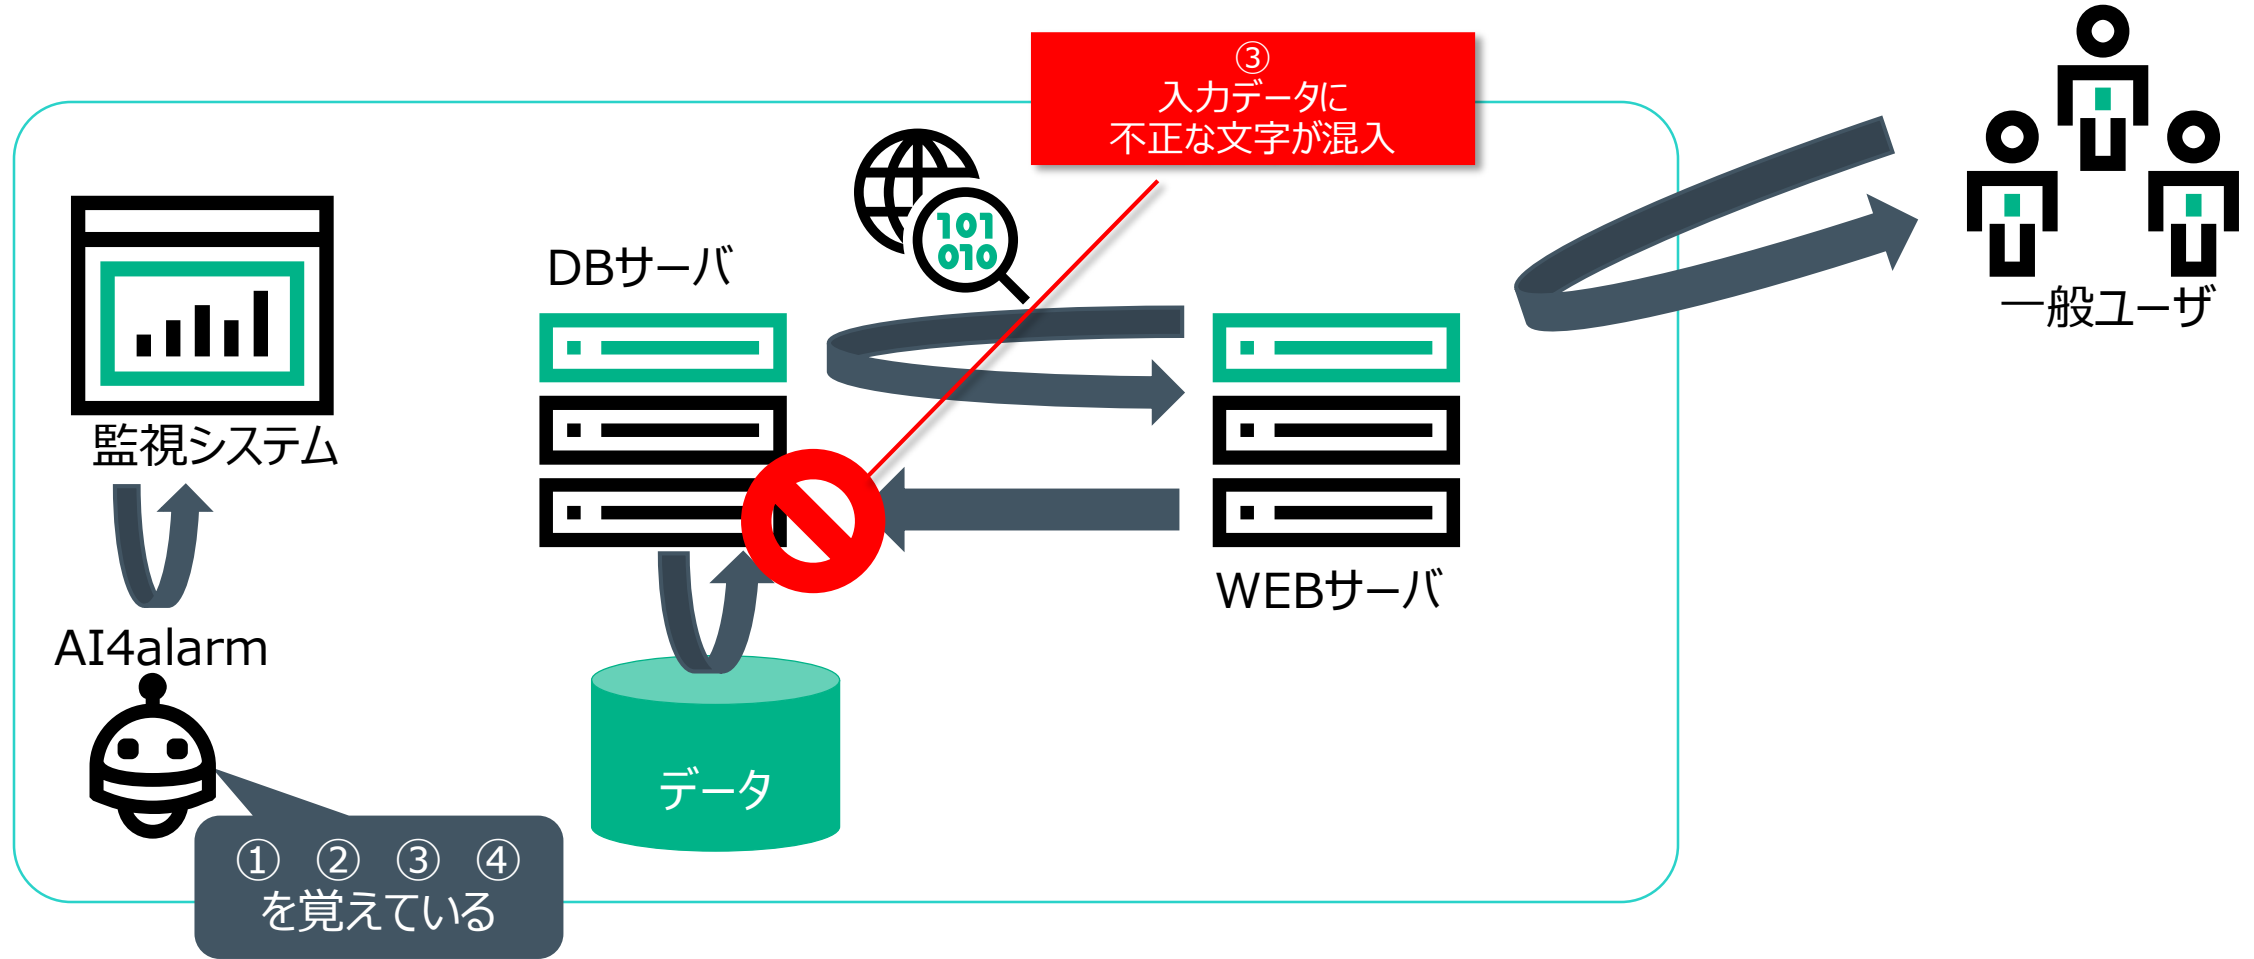 ③
入力データに
不正な文字が混入
101
010
DBサーバ
一般ユーザ
監視システム
WEBサーバ
AI4alarm
データ
① ② ③ ④
を覚えている